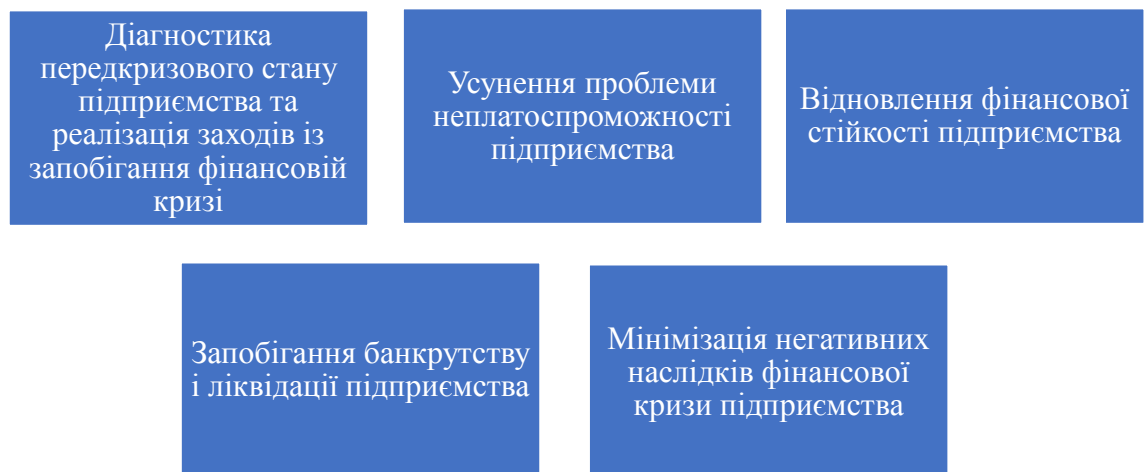 Діагностика
передкризового стану
підприємства та
реалізація заходів із
запобігання фінансовій
кризі
Усунення проблеми
неплатоспроможності
підприємства
Відновлення фінансової
стійкості підприємства
Запобігання банкрутству
і ліквідації підприємства
Мінімізація негативних
наслідків фінансової
кризи підприємства